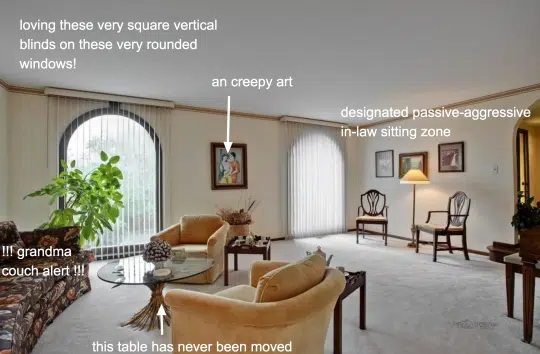 loving these very square vertical
blinds on these very rounded
windows!
an creepy art
designated passive-aggressive
in-law sitting zone
!!! grandma
couch alert !!!
this table has never been moved